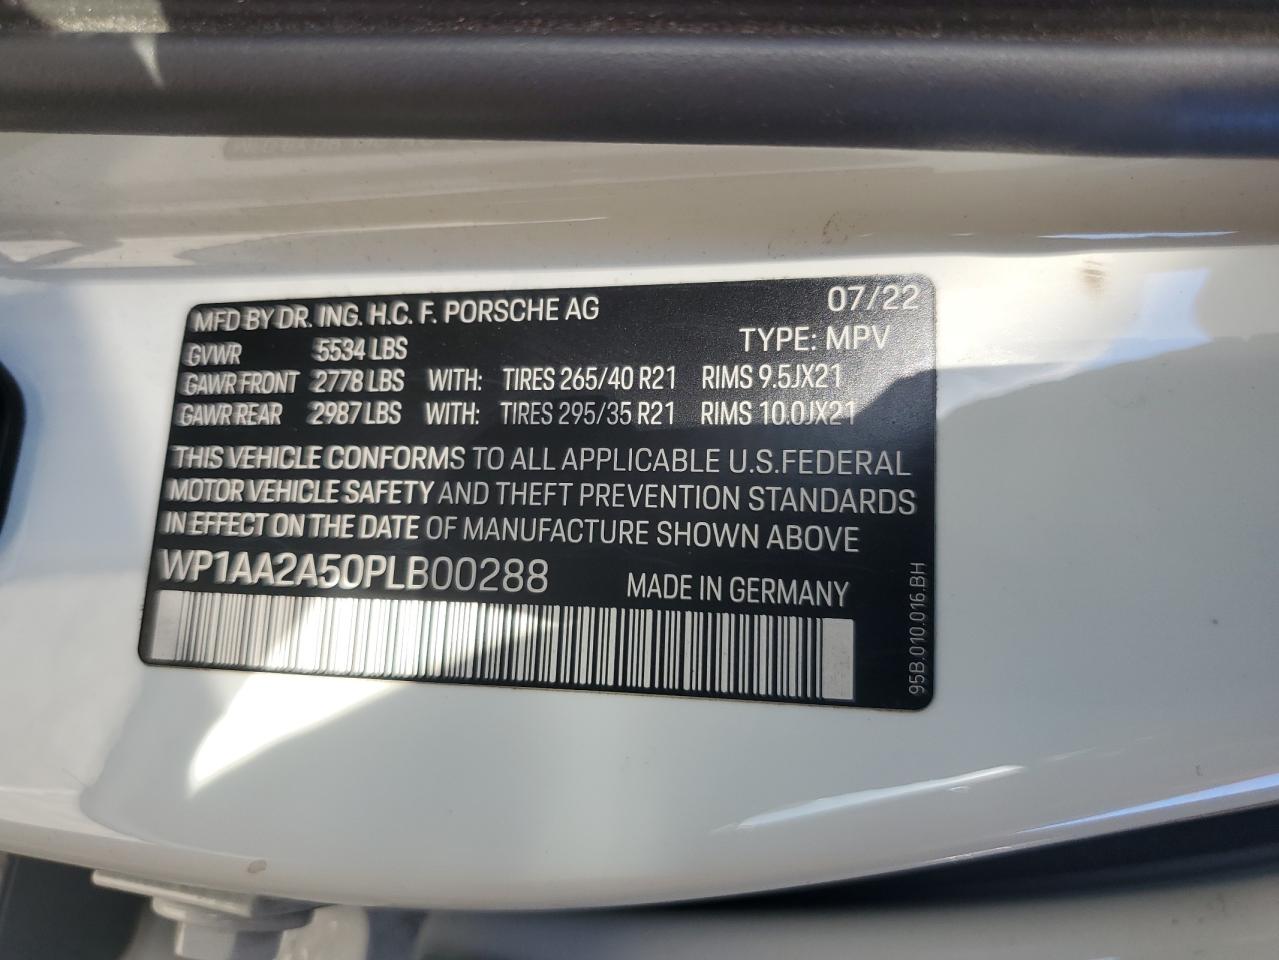 MFD BY DR. ING. H.C. F. PORSCHE AG 07/22
TYPE: MPV
GVWR 5534 LBS
GAWR FRONT 2778 LBS WITH: TIRES 265/40 R21 RIMS 9.5JX21
GAWR REAR 2987 LBS WITH: TIRES 295/35 R21 RIMS 10.0JX21
THIS VEHICLE CONFORMS TO ALL APPLICABLE U.S.FEDERAL
MOTOR VEHICLE SAFETY AND THEFT PREVENTION STANDARDS
IN EFFECT ON THE DATE OF MANUFACTURE SHOWN ABOVE
WP1AA2A50PLB00288 MADE IN GERMANY
95B.010.016.BH